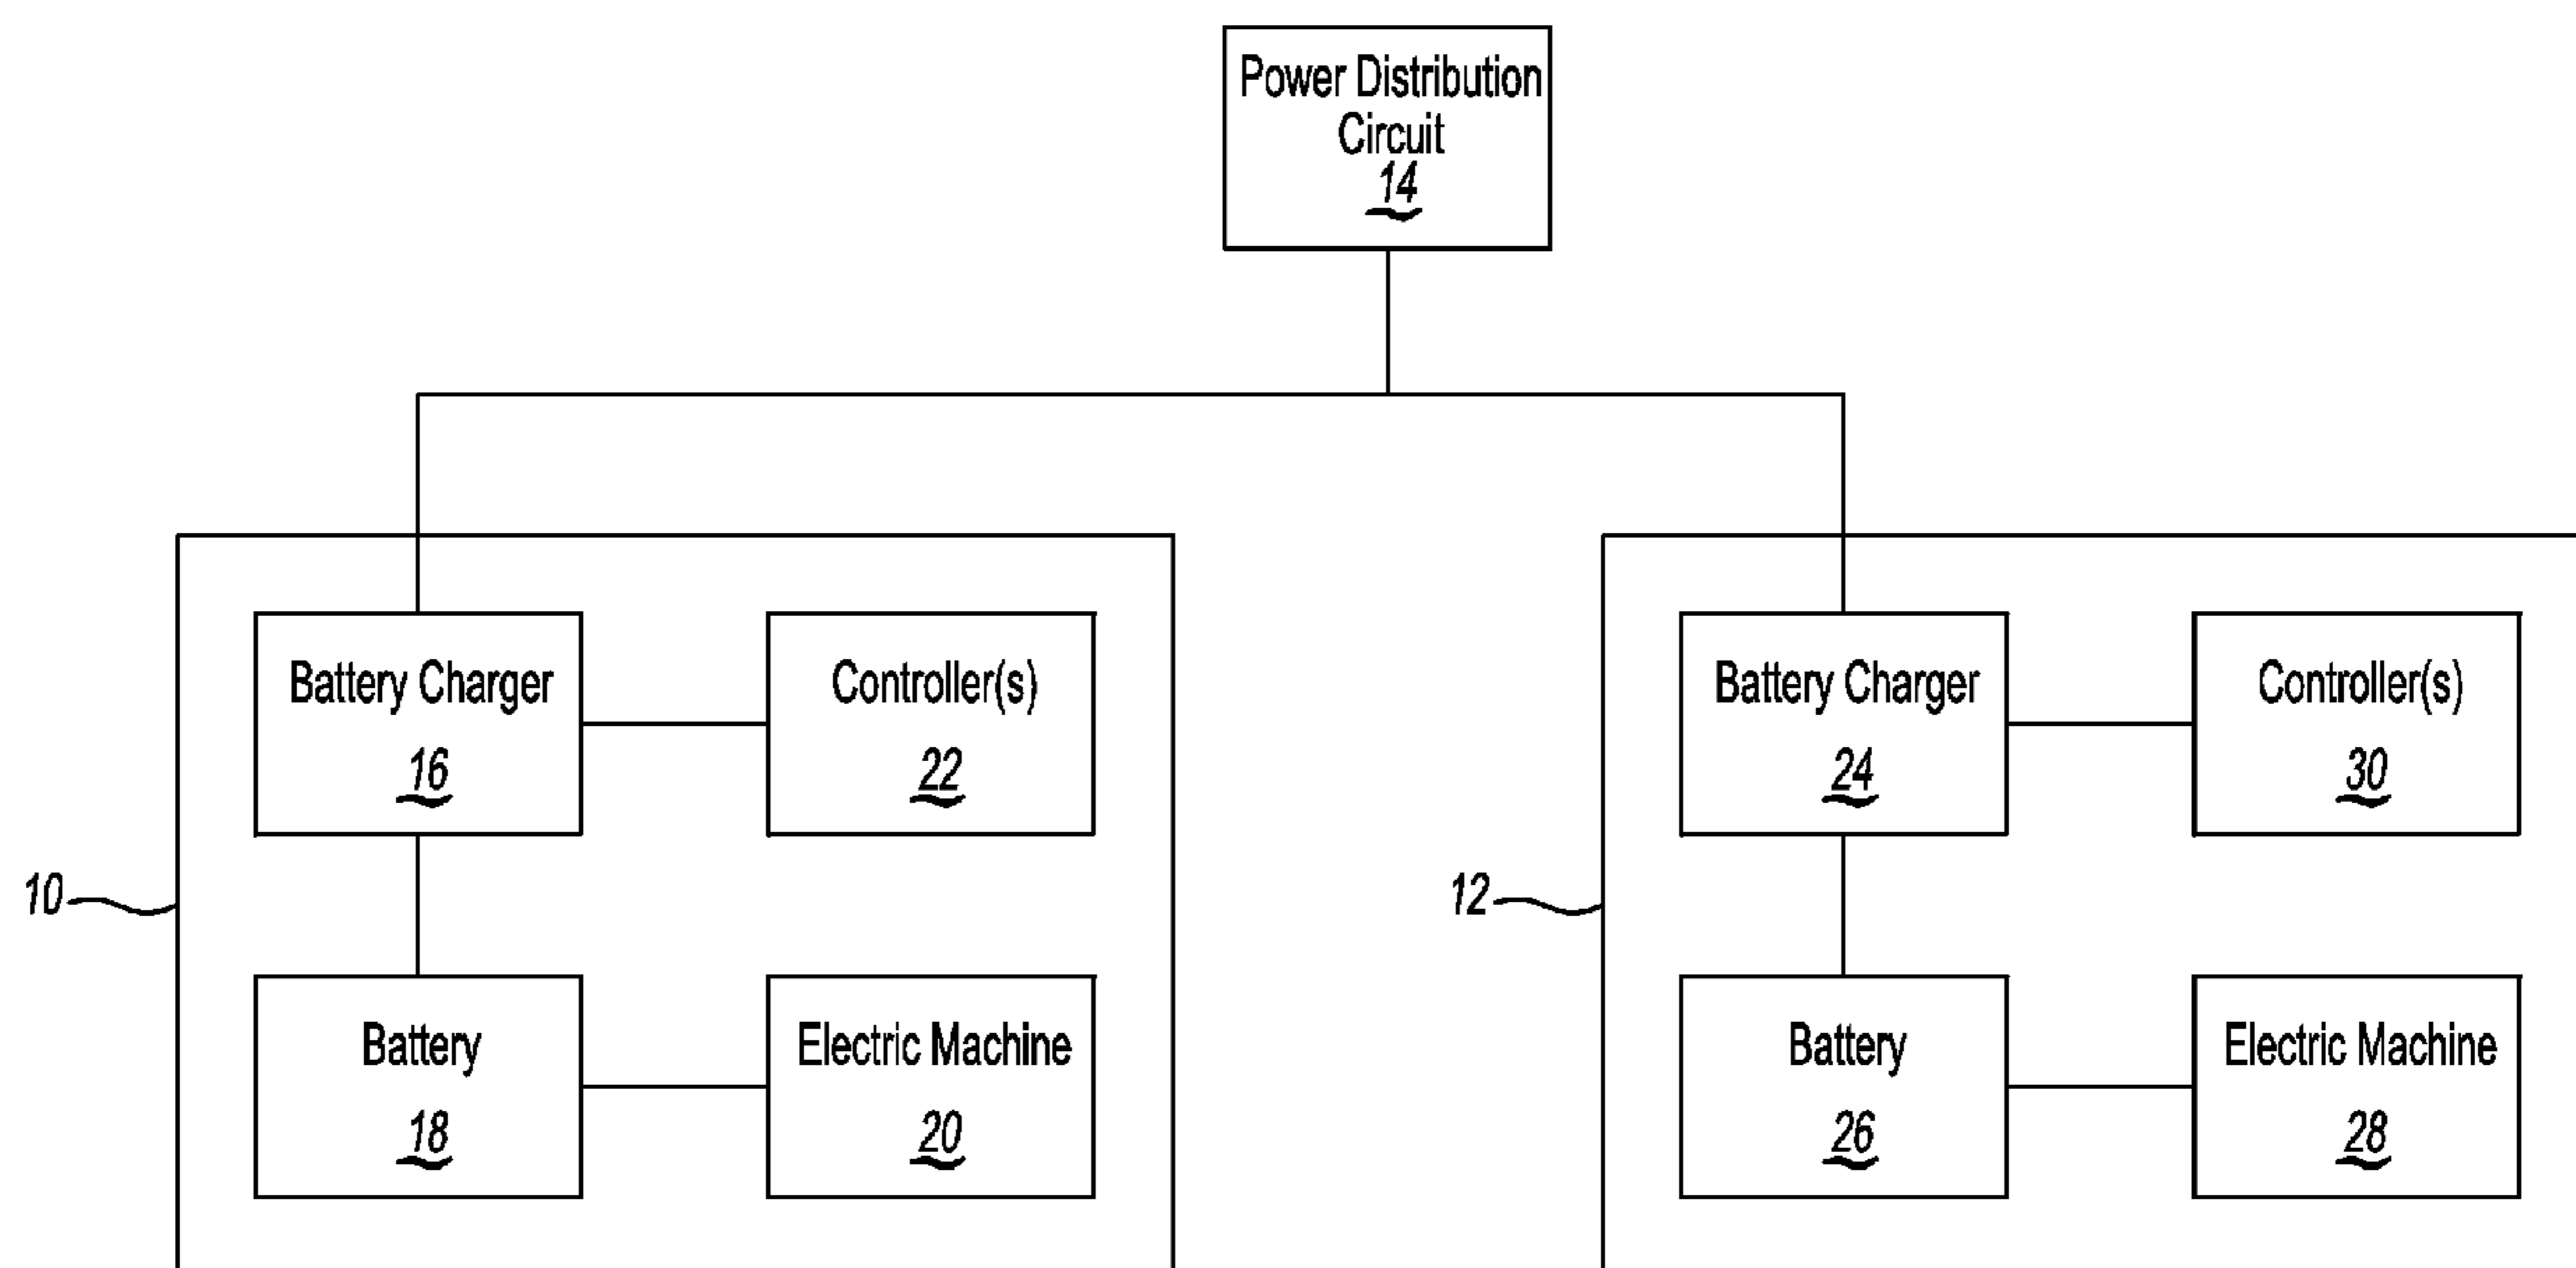 Power Distribution
Circuit
14
Battery Charger
16
Controller(s)
22
Battery Charger
24
Controller(s)
30
10
12
Battery
18
Electric Machine
20
Battery
26
Electric Machine
28